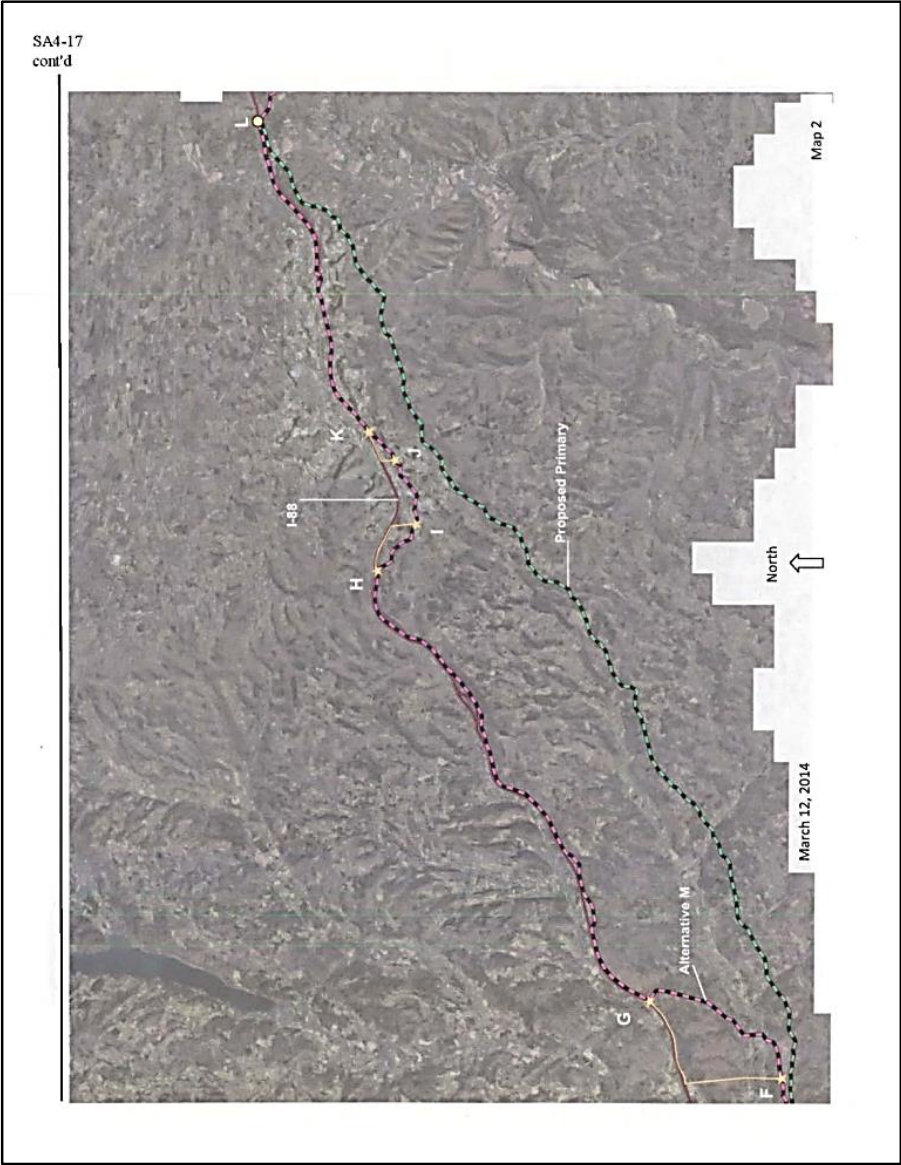 SA4-17
cont'd
L
Map 2
K
J
I-88
I
H
Proposed Primary
North
March 12, 2014
Alternative M
G
F